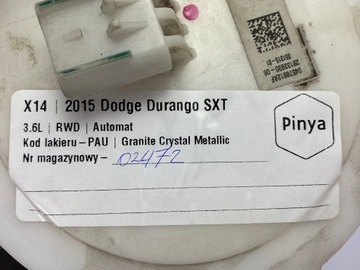 X14 | 2015 Dodge Durango SXT
3.6L | RWD | Automat
Kod lakieru – PAU | Granite Crystal Metallic
Nr magazynowy – 02472
Pinya